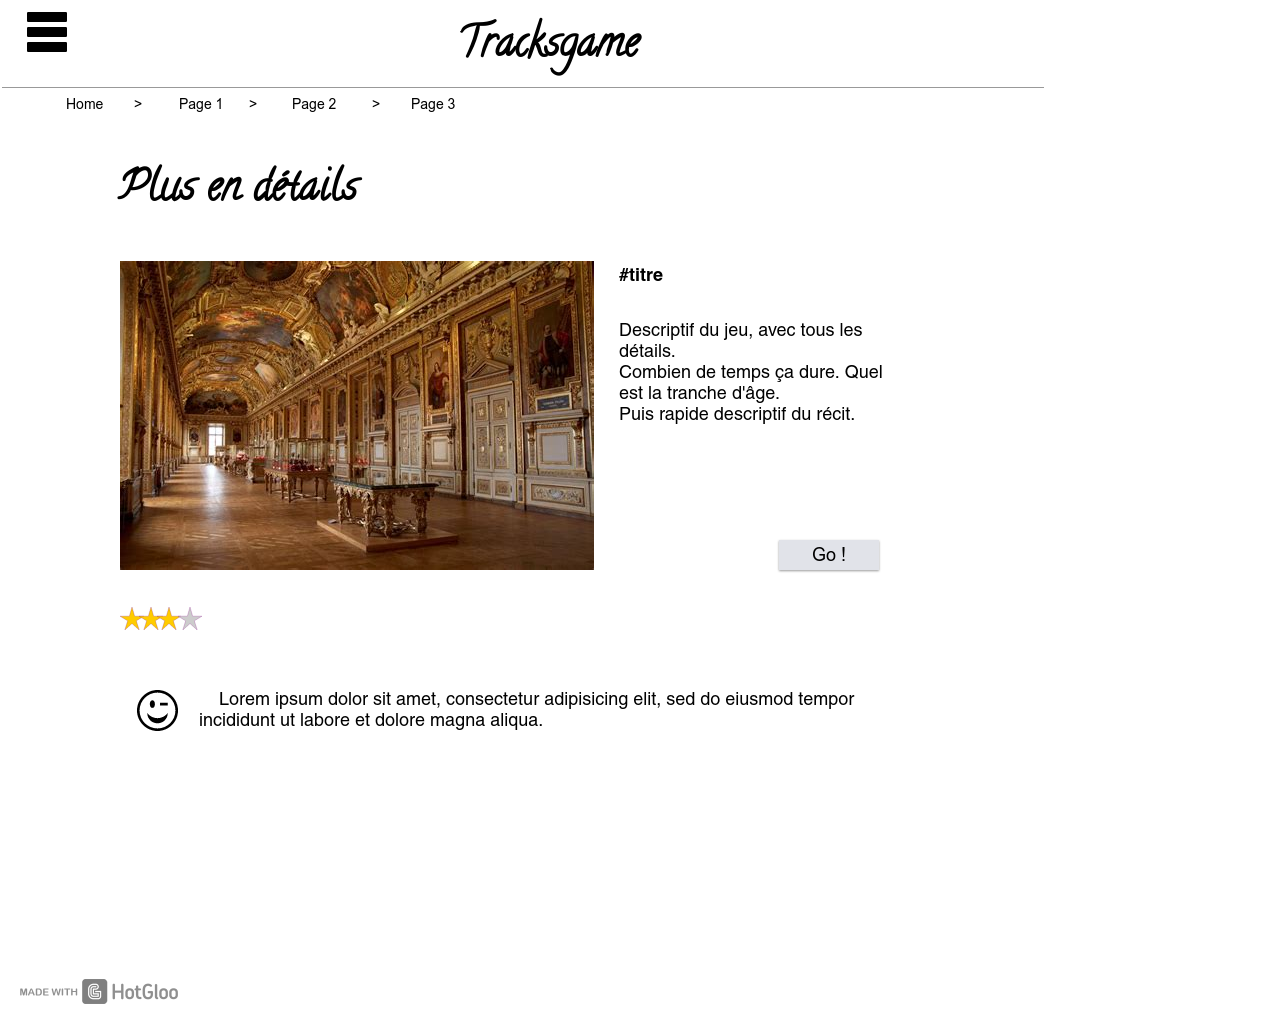 Tracksgame
Home > Page 1 > Page 2 > Page 3
Plus en détails
#titre
Descriptif du jeu, avec tous les
détails.
Combien de temps ça dure. Quel
est la tranche d'âge.
Puis rapide descriptif du récit.
Go !
Lorem ipsum dolor sit amet, consectetur adipisicing elit, sed do eiusmod tempor
incididunt ut labore et dolore magna aliqua.
MADE WITH HotGloo